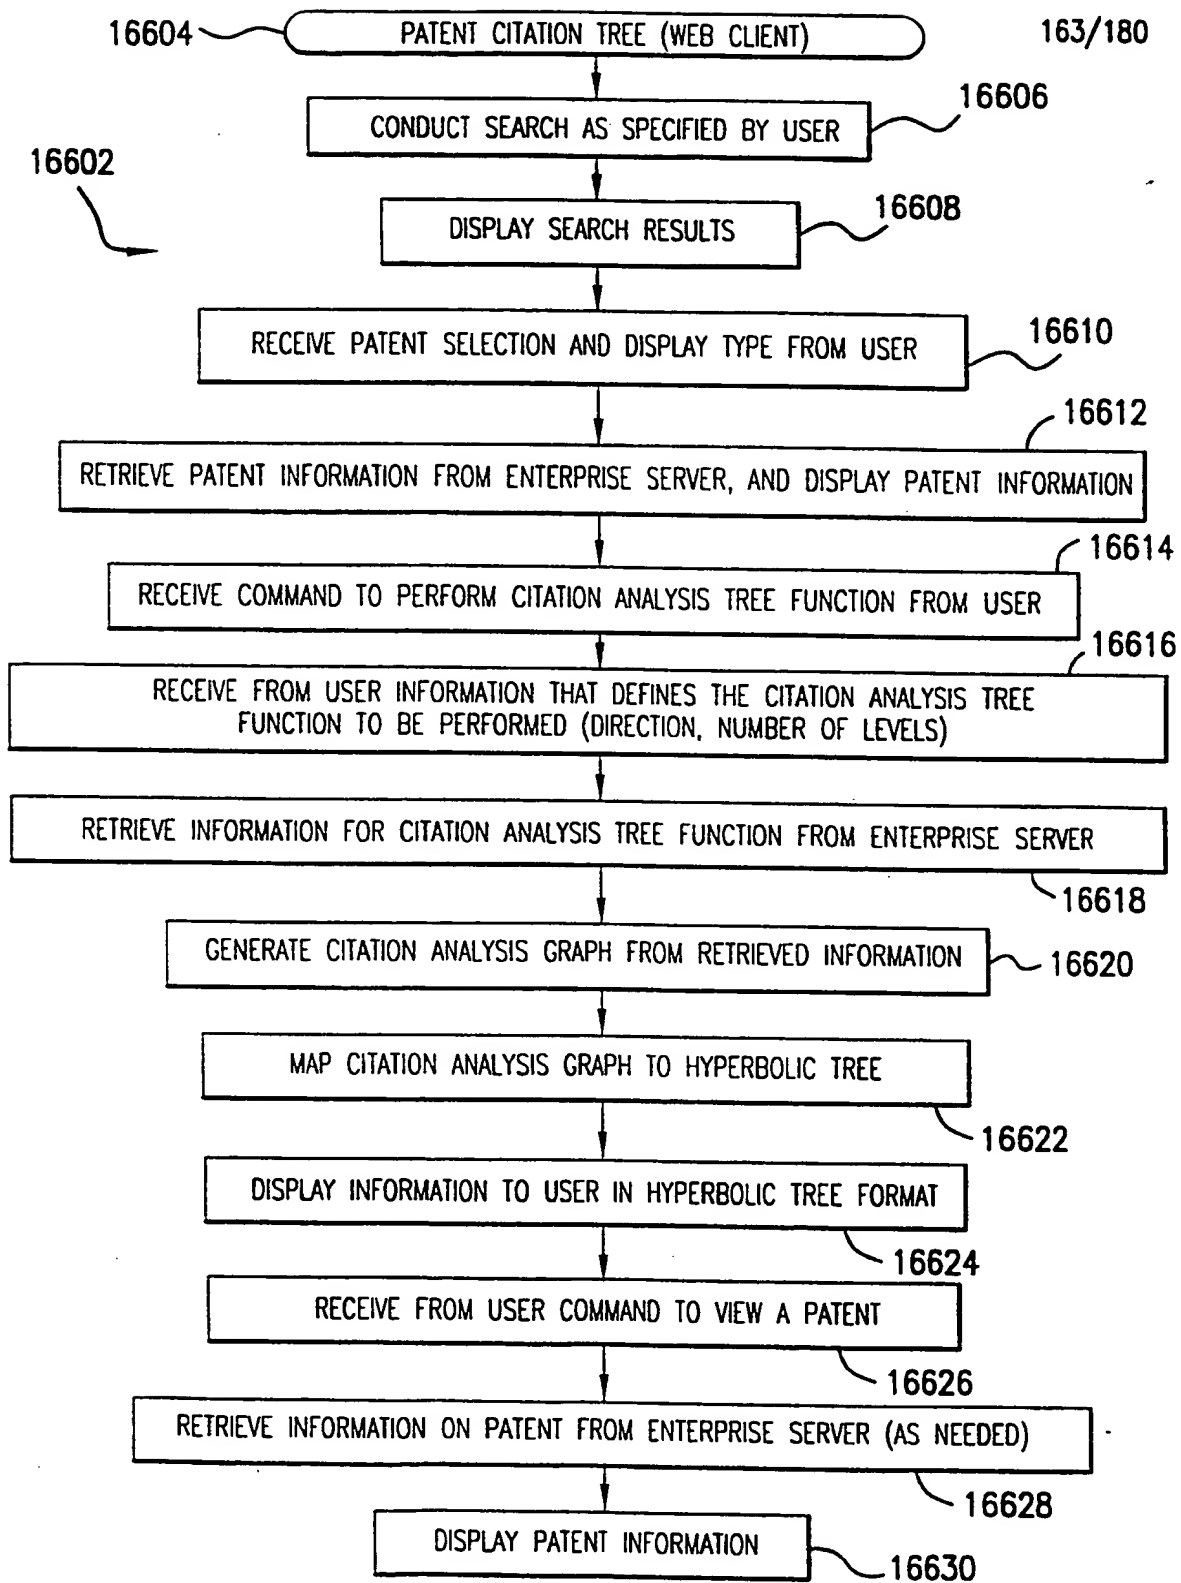 16604
PATENT CITATION TREE (WEB CLIENT)
163/180
16606
CONDUCT SEARCH AS SPECIFIED BY USER
16602
16608
DISPLAY SEARCH RESULTS
16610
RECEIVE PATENT SELECTION AND DISPLAY TYPE FROM USER
16612
RETRIEVE PATENT INFORMATION FROM ENTERPRISE SERVER, AND DISPLAY PATENT INFORMATION
16614
RECEIVE COMMAND TO PERFORM CITATION ANALYSIS TREE FUNCTION FROM USER
16616
RECEIVE FROM USER INFORMATION THAT DEFINES THE CITATION ANALYSIS TREE
FUNCTION TO BE PERFORMED (DIRECTION, NUMBER OF LEVELS)
RETRIEVE INFORMATION FOR CITATION ANALYSIS TREE FUNCTION FROM ENTERPRISE SERVER
16618
GENERATE CITATION ANALYSIS GRAPH FROM RETRIEVED INFORMATION
16620
MAP CITATION ANALYSIS GRAPH TO HYPERBOLIC TREE
16622
DISPLAY INFORMATION TO USER IN HYPERBOLIC TREE FORMAT
16624
RECEIVE FROM USER COMMAND TO VIEW A PATENT
16626
RETRIEVE INFORMATION ON PATENT FROM ENTERPRISE SERVER (AS NEEDED)
16628
DISPLAY PATENT INFORMATION
16630